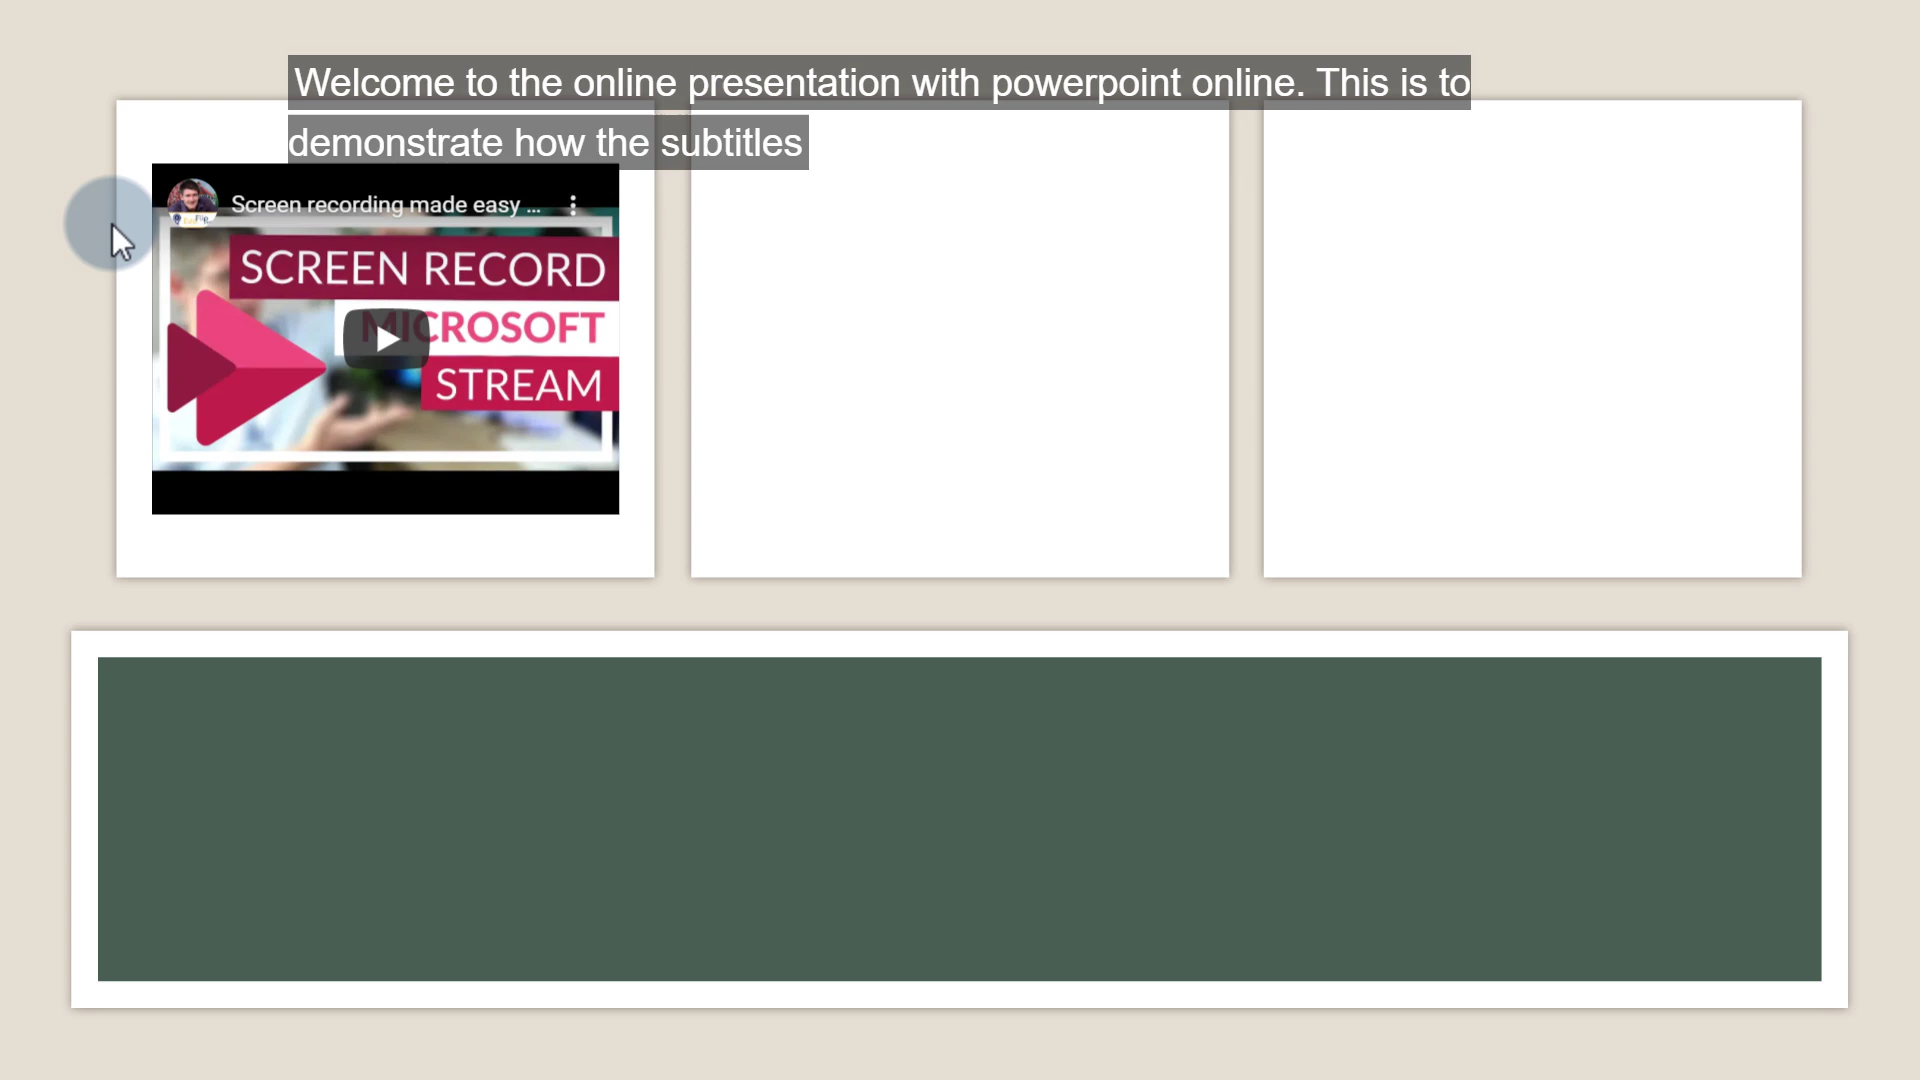 Welcome to the online presentation with powerpoint online. This is to
demonstrate how the subtitles
Screen recording made easy ...
SCREEN RECORD
MICROSOFT
STREAM